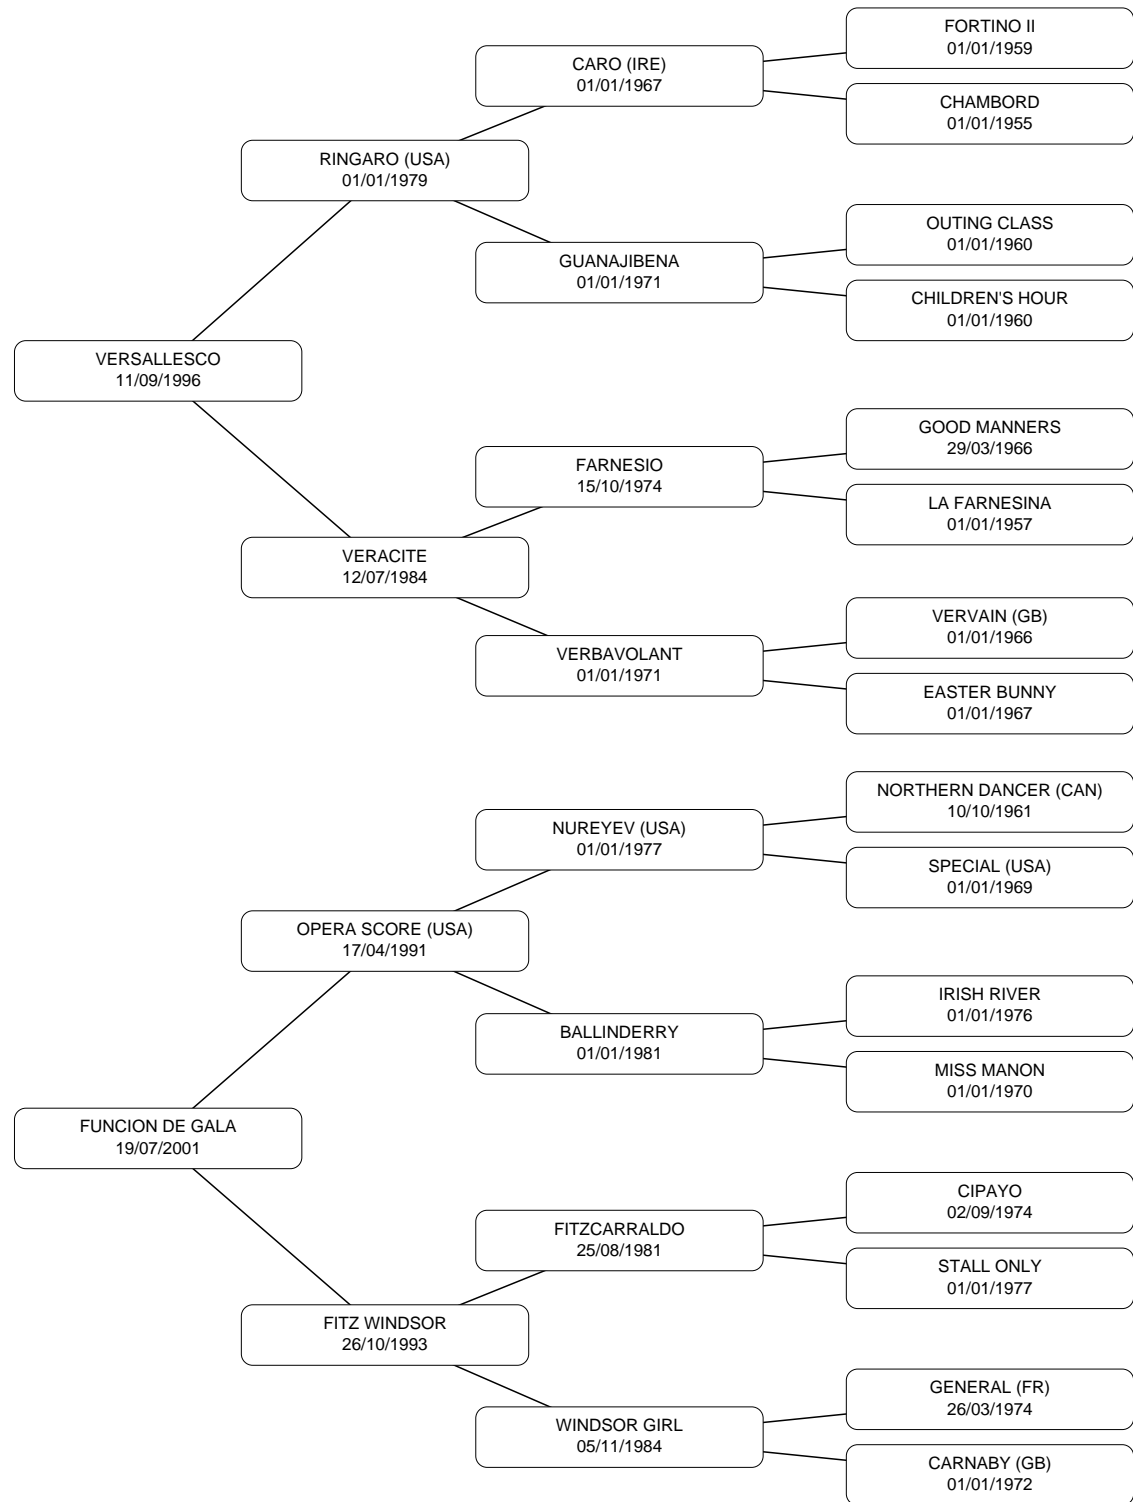 FORTINO II
01/01/1959
CARO (IRE)
01/01/1967
CHAMBORD
01/01/1955
RINGARO (USA)
01/01/1979
OUTING CLASS
01/01/1960
GUANAJIBENA
01/01/1971
CHILDREN'S HOUR
01/01/1960
VERSALLESCO
11/09/1996
GOOD MANNERS
29/03/1966
FARNESIO
15/10/1974
LA FARNESINA
01/01/1957
VERACITE
12/07/1984
VERVAIN (GB)
01/01/1966
VERBAVOLANT
01/01/1971
EASTER BUNNY
01/01/1967
NORTHERN DANCER (CAN)
10/10/1961
NUREYEV (USA)
01/01/1977
SPECIAL (USA)
01/01/1969
OPERA SCORE (USA)
17/04/1991
IRISH RIVER
01/01/1976
BALLINDERRY
01/01/1981
MISS MANON
01/01/1970
FUNCION DE GALA
19/07/2001
CIPAYO
02/09/1974
FITZCARRALDO
25/08/1981
STALL ONLY
01/01/1977
FITZ WINDSOR
26/10/1993
GENERAL (FR)
26/03/1974
WINDSOR GIRL
05/11/1984
CARNABY (GB)
01/01/1972